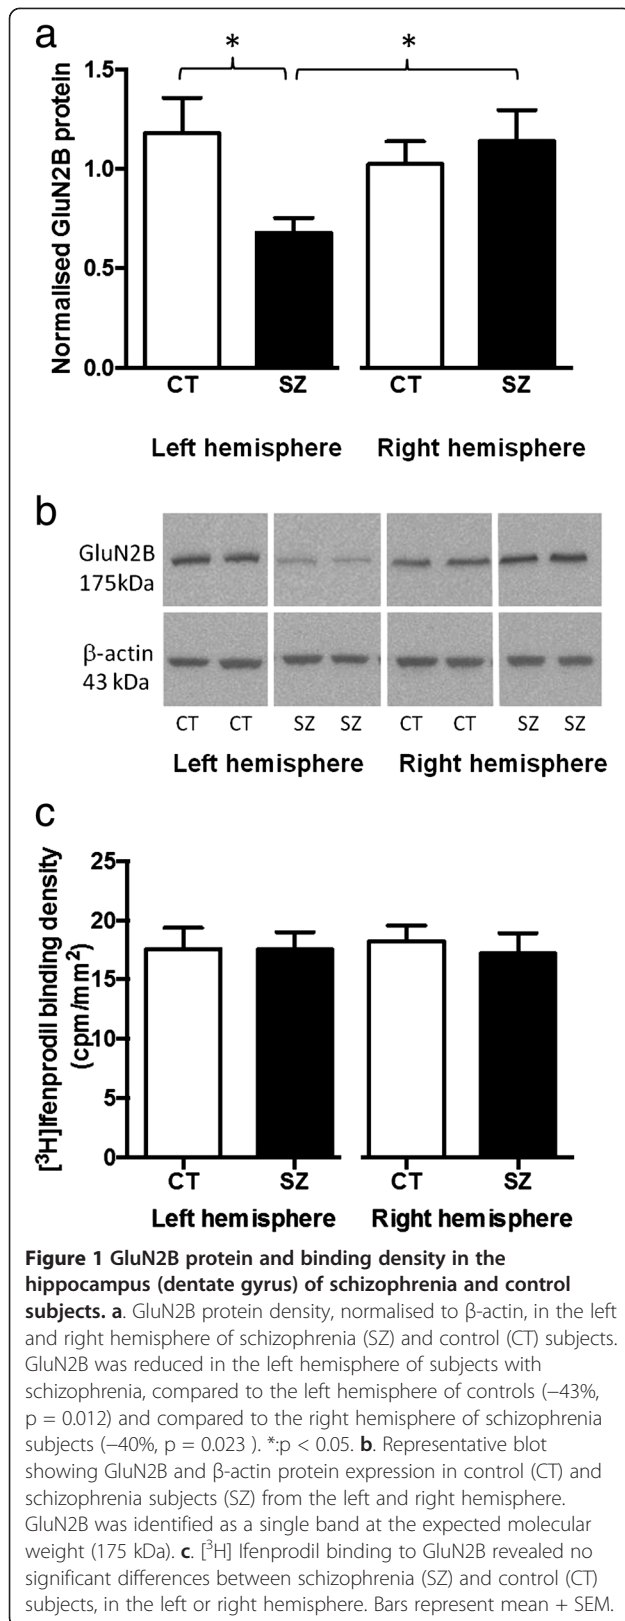 a
* *
Normalised GluN2B protein
1.5
1.0
0.5
0.0
CT SZ CT SZ
Left hemisphere Right hemisphere
b
GluN2B
175kDa
β-actin
43 kDa
CT CT SZ SZ CT CT SZ SZ
Left hemisphere Right hemisphere
c
[³H]Ifenprodil binding density
(cpm/mm²)
25
20
15
10
5
0
CT SZ CT SZ
Left hemisphere Right hemisphere
Figure 1 GluN2B protein and binding density in the
hippocampus (dentate gyrus) of schizophrenia and control
subjects. a. GluN2B protein density, normalised to β-actin, in the left
and right hemisphere of schizophrenia (SZ) and control (CT) subjects.
GluN2B was reduced in the left hemisphere of subjects with
schizophrenia, compared to the left hemisphere of controls (−43%,
p = 0.012) and compared to the right hemisphere of schizophrenia
subjects (−40%, p = 0.023 ). *:p < 0.05. b. Representative blot
showing GluN2B and β-actin protein expression in control (CT) and
schizophrenia subjects (SZ) from the left and right hemisphere.
GluN2B was identified as a single band at the expected molecular
weight (175 kDa). c. [³H] Ifenprodil binding to GluN2B revealed no
significant differences between schizophrenia (SZ) and control (CT)
subjects, in the left or right hemisphere. Bars represent mean + SEM.